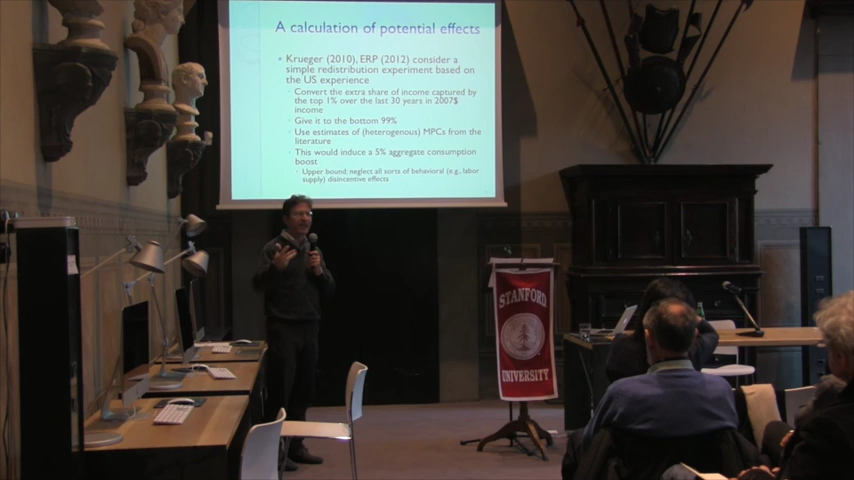 A calculation of potential effects
Krueger (2010), ERP (2012) consider a
simple redistribution experiment based on
the US experience
Convert the extra share of income captured by
the top 1% over the last 30 years in 2007$
income
Give it to the bottom 99%
Use estimates of (heterogenous) MPCs from the
literature
This would induce a 5% aggregate consumption
boost
Upper bound: neglect all sorts of behavioral (e.g., labor
supply) disincentive effects
STANFORD
UNIVERSITY